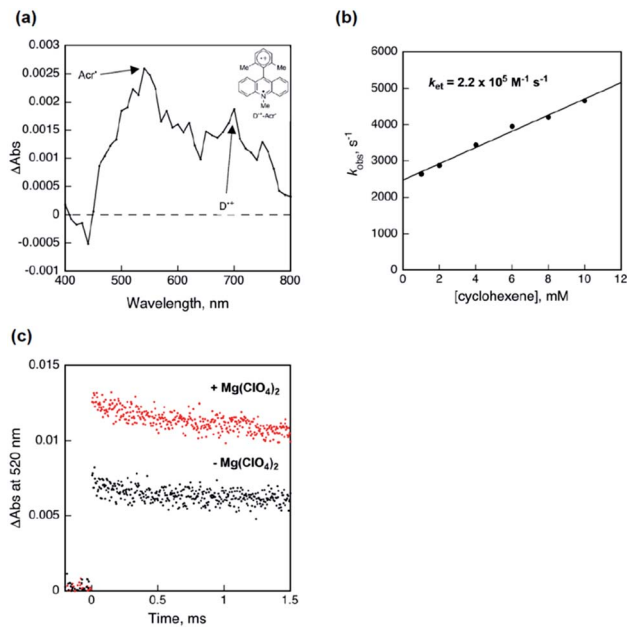 (a)
0.003
0.0025
0.002
0.0015
0.001
0.0005
0
-0.0005
-0.001
ΔAbs
400 500 600 700 800
Wavelength, nm
Acr•
D•+
Me
Me
N
Me
D•+-Acr•
(b)
6000
5000
4000
3000
2000
1000
0
kobs, s-1
0 2 4 6 8 10 12
[cyclohexene], mM
ket = 2.2 x 10⁵ M⁻¹ s⁻¹
(c)
0.015
0.01
0.005
0
ΔAbs at 520 nm
0 0.5 1 1.5
Time, ms
+ Mg(ClO4)2
- Mg(ClO4)2